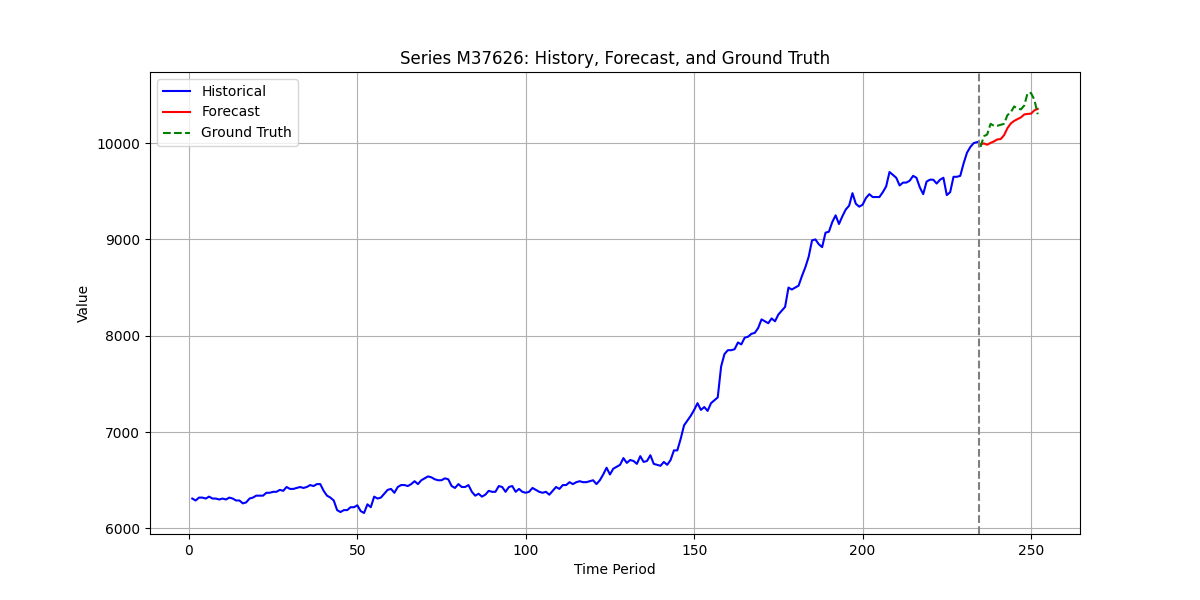 Series M37626: History, Forecast, and Ground Truth
Historical
Forecast
Ground Truth
10000
9000
8000
7000
6000
Value
0 50 100 150 200 250
Time Period